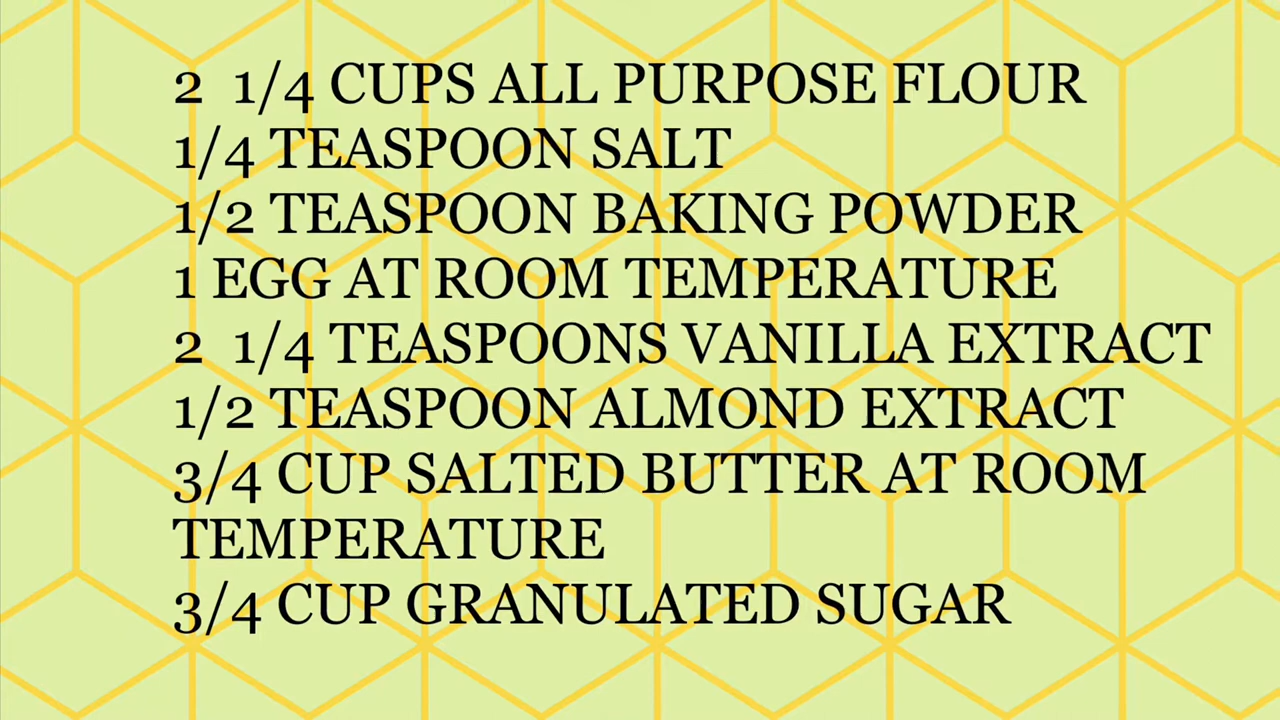 2  1/4 CUPS ALL PURPOSE FLOUR
1/4 TEASPOON SALT
1/2 TEASPOON BAKING POWDER
1 EGG AT ROOM TEMPERATURE
2  1/4 TEASPOONS VANILLA EXTRACT
1/2 TEASPOON ALMOND EXTRACT
3/4 CUP SALTED BUTTER AT ROOM
TEMPERATURE
3/4 CUP GRANULATED SUGAR